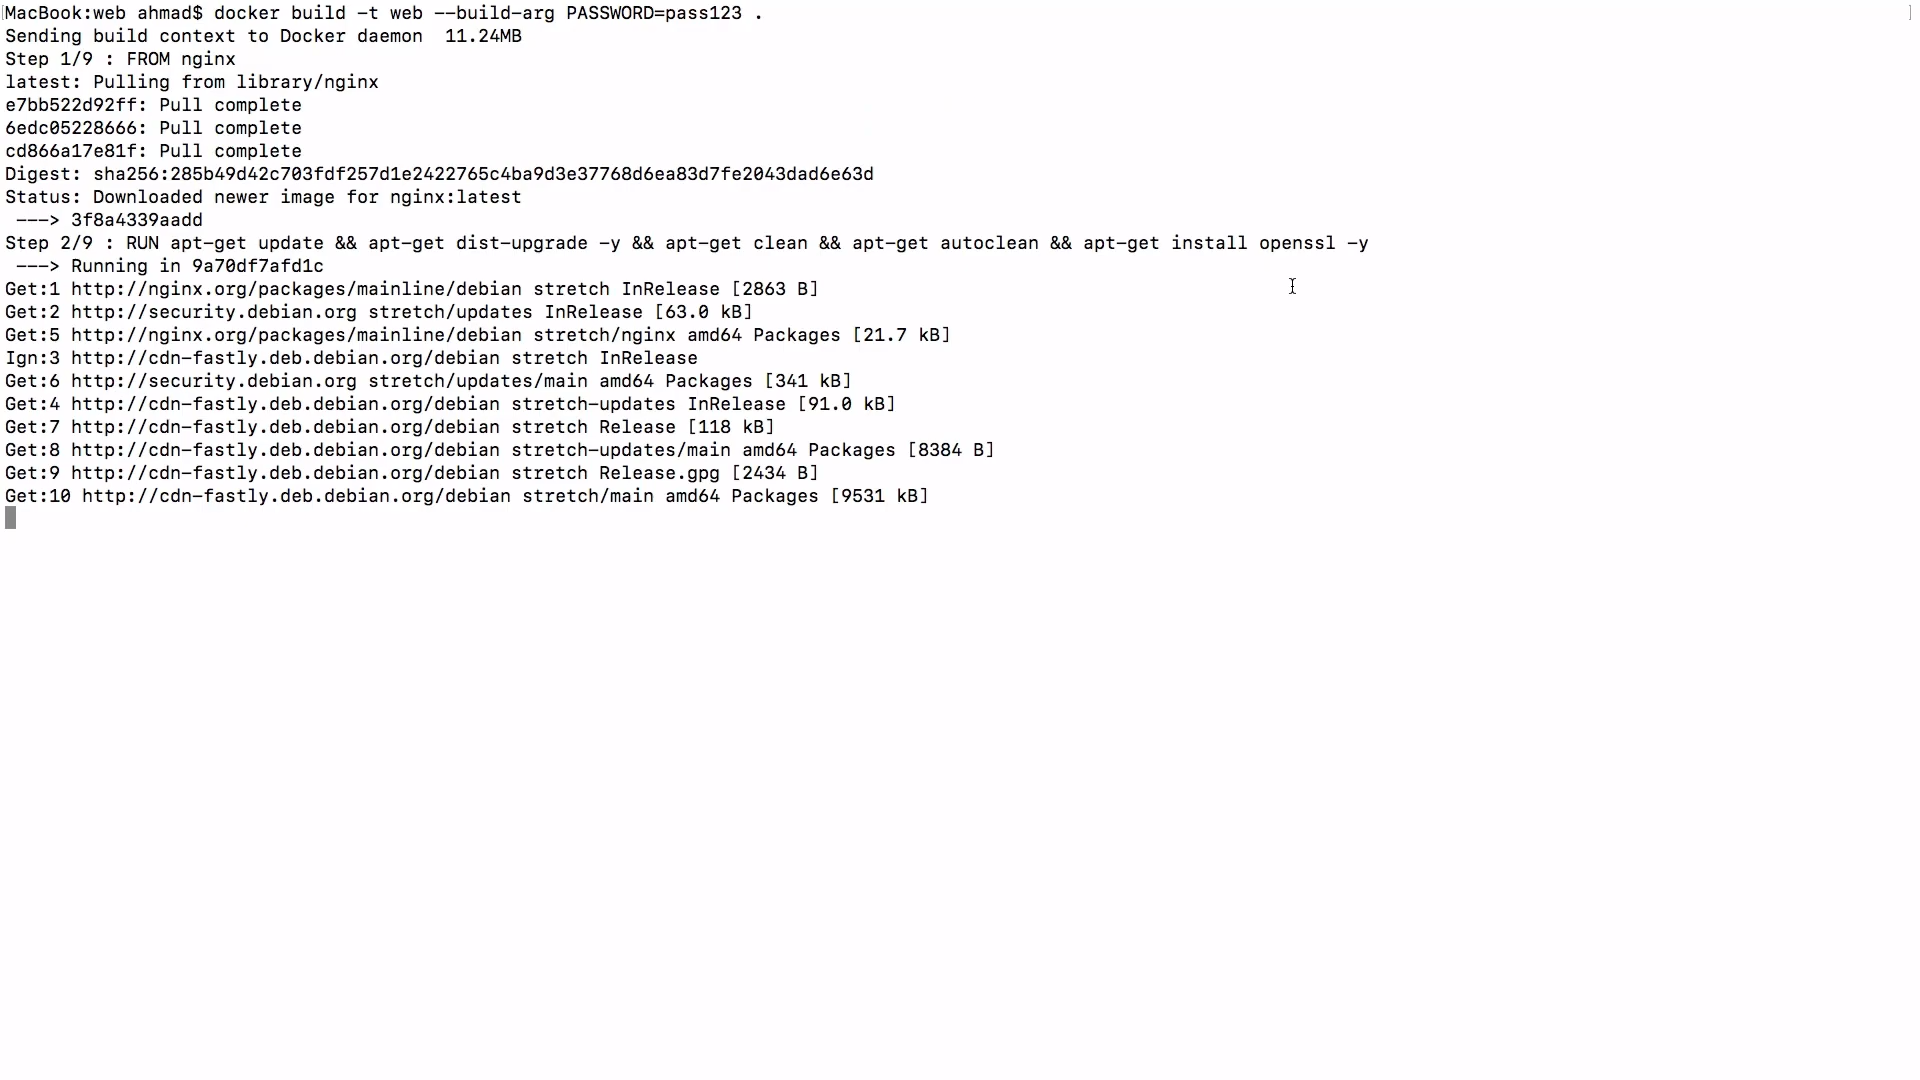 MacBook:web ahmad$ docker build -t web --build-arg PASSWORD=pass123 .
Sending build context to Docker daemon  11.24MB
Step 1/9 : FROM nginx
latest: Pulling from library/nginx
e7bb522d92ff: Pull complete
6edc05228666: Pull complete
cd866a17e81f: Pull complete
Digest: sha256:285b49d42c703fdf257d1e2422765c4ba9d3e37768d6ea83d7fe2043dad6e63d
Status: Downloaded newer image for nginx:latest
 ---> 3f8a4339aadd
Step 2/9 : RUN apt-get update && apt-get dist-upgrade -y && apt-get clean && apt-get autoclean && apt-get install openssl -y
 ---> Running in 9a70df7afd1c
Get:1 http://nginx.org/packages/mainline/debian stretch InRelease [2863 B]
Get:2 http://security.debian.org stretch/updates InRelease [63.0 kB]
Get:5 http://nginx.org/packages/mainline/debian stretch/nginx amd64 Packages [21.7 kB]
Ign:3 http://cdn-fastly.deb.debian.org/debian stretch InRelease
Get:6 http://security.debian.org stretch/updates/main amd64 Packages [341 kB]
Get:4 http://cdn-fastly.deb.debian.org/debian stretch-updates InRelease [91.0 kB]
Get:7 http://cdn-fastly.deb.debian.org/debian stretch Release [118 kB]
Get:8 http://cdn-fastly.deb.debian.org/debian stretch-updates/main amd64 Packages [8384 B]
Get:9 http://cdn-fastly.deb.debian.org/debian stretch Release.gpg [2434 B]
Get:10 http://cdn-fastly.deb.debian.org/debian stretch/main amd64 Packages [9531 kB]